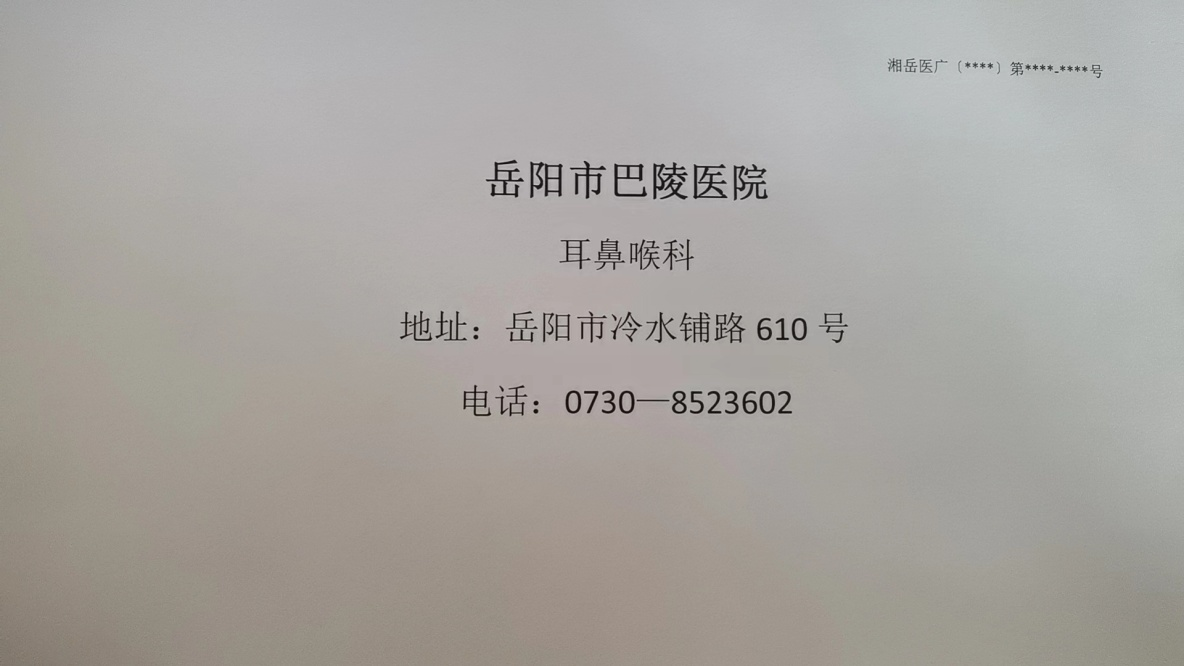 湘岳医广〔****〕第****-****号
岳阳市巴陵医院
耳鼻喉科
地址：岳阳市冷水铺路 610 号
电话：0730—8523602